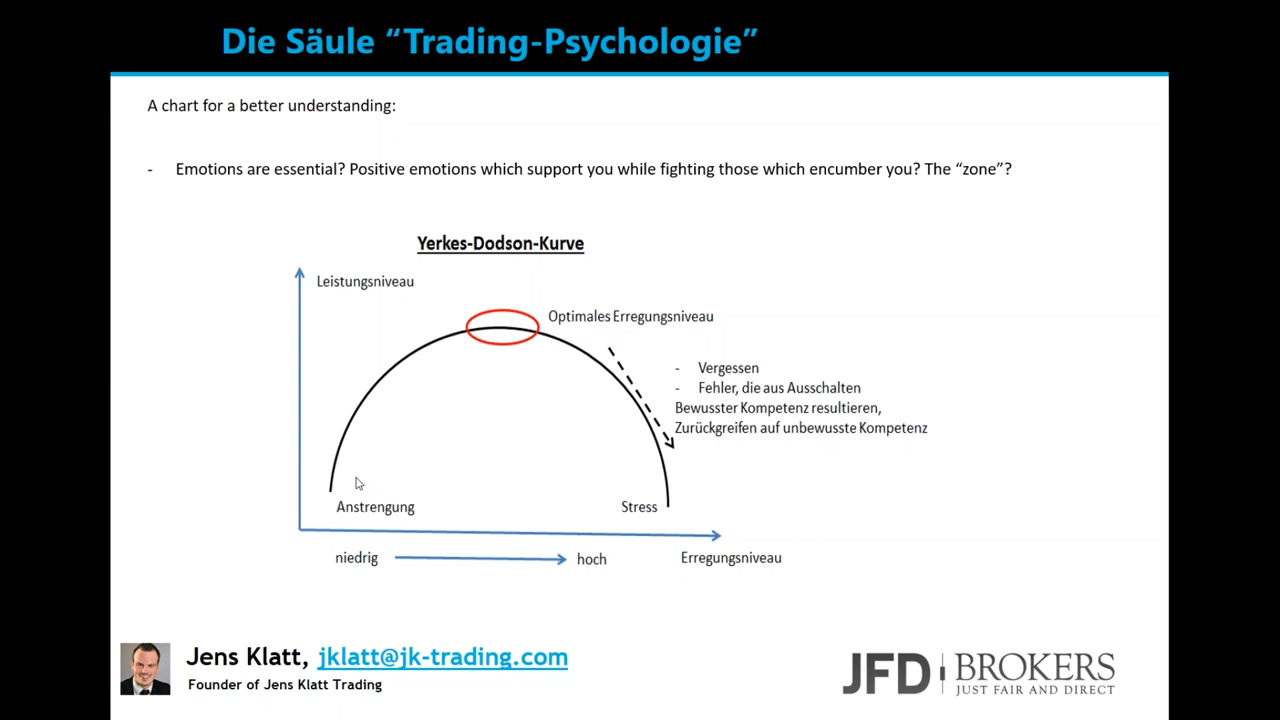 Die Säule “Trading-Psychologie”
A chart for a better understanding:
- Emotions are essential? Positive emotions which support you while fighting those which encumber you? The “zone”?
Yerkes-Dodson-Kurve
Leistungsniveau
Optimales Erregungsniveau
- Vergessen
- Fehler, die aus Ausschalten
Bewusster Kompetenz resultieren,
Zurückgreifen auf unbewusste Kompetenz
Anstrengung
Stress
niedrig
hoch
Erregungsniveau
Jens Klatt, jklatt@jk-trading.com
Founder of Jens Klatt Trading
JFD BROKERS
JUST FAIR AND DIRECT